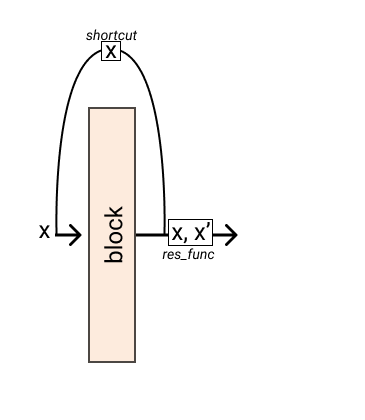 shortcut
x
x
block
x, x’
res_func